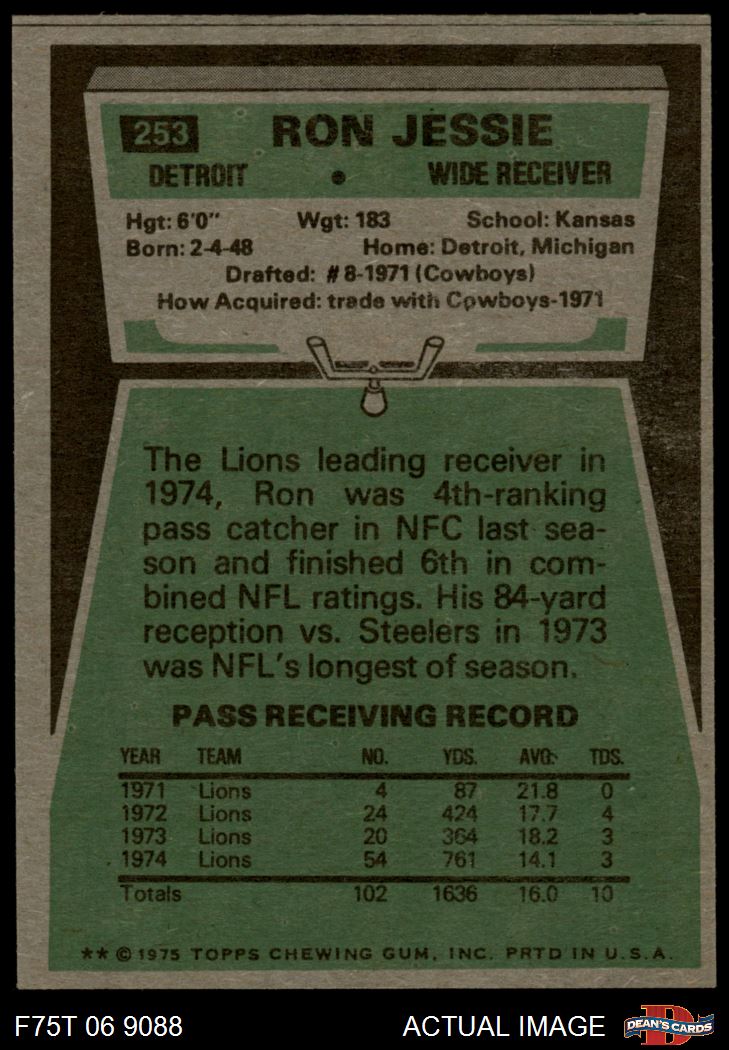 253 RON JESSIE
DETROIT • WIDE RECEIVER
Hgt: 6'0" Wgt: 183 School: Kansas
Born: 2-4-48 Home: Detroit, Michigan
Drafted: #8-1971 (Cowboys)
How Acquired: trade with Cowboys-1971
The Lions leading receiver in
1974, Ron was 4th-ranking
pass catcher in NFC last sea-
son and finished 6th in com-
bined NFL ratings. His 84-yard
reception vs. Steelers in 1973
was NFL's longest of season.
PASS RECEIVING RECORD
YEAR TEAM NO. YDS. AVG. TDS.
1971 Lions 4 87 21.8 0
1972 Lions 24 424 17.7 4
1973 Lions 20 364 18.2 3
1974 Lions 54 761 14.1 3
Totals 102 1636 16.0 10
** © 1975 TOPPS CHEWING GUM, INC. PRTD IN U.S.A.
F75T 06 9088 ACTUAL IMAGE DEAN'S CARDS